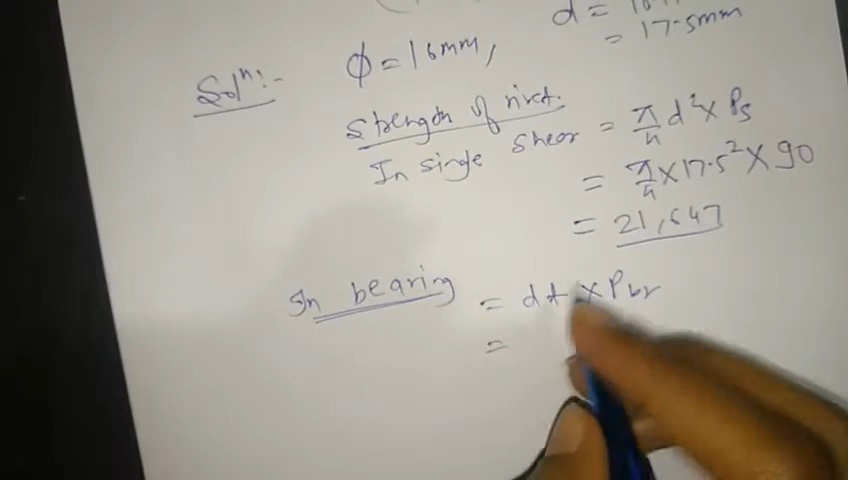 d = 16.
= 17.5mm
Solⁿ:- ϕ = 16mm,
Strength of rivet.
In single shear = π/4 d² × Ps
= π/4 × 17.5² × 90
= 21,647
In bearing = dt × Pbr
=